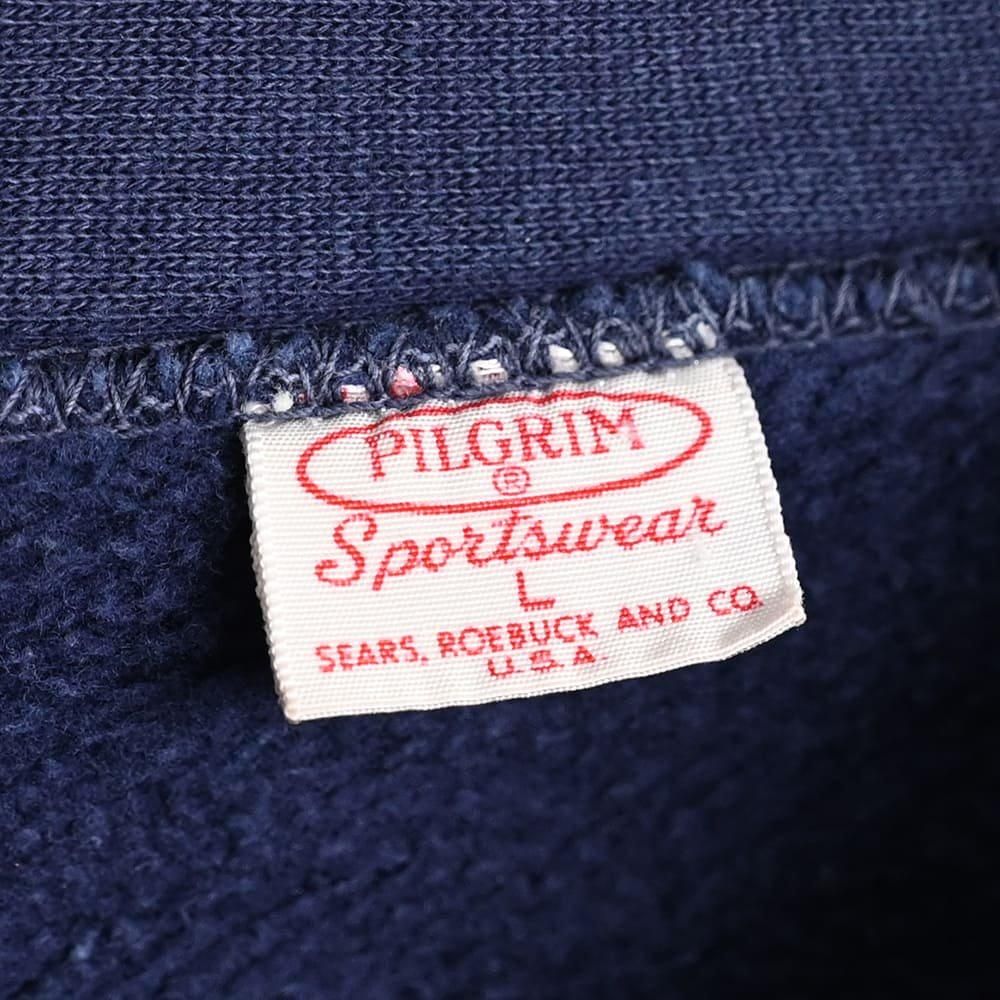 PILGRIM
®
Sportswear
L
SEARS, ROEBUCK AND CO.
U.S.A.